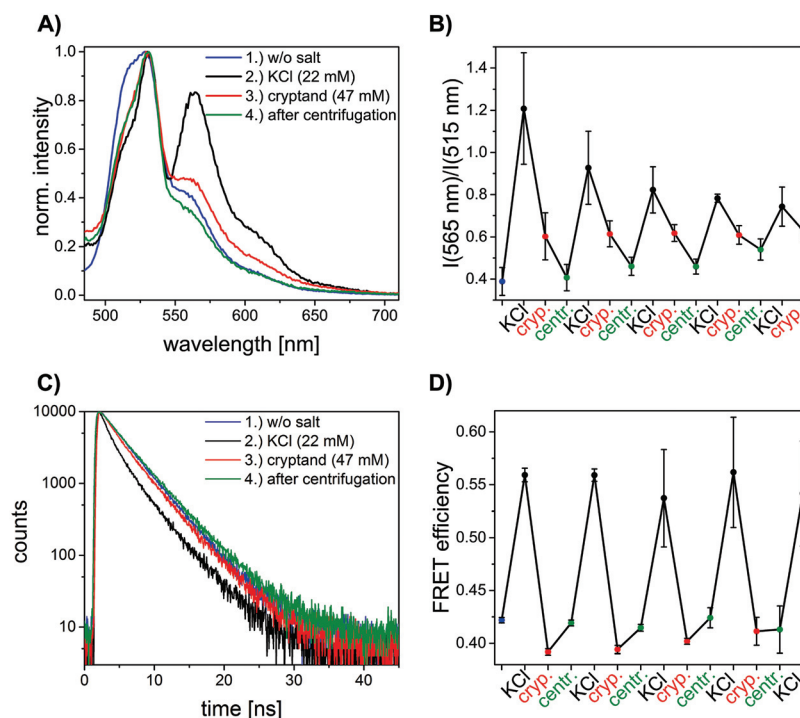 A)
1.0
0.8
0.6
0.4
0.2
0.0
norm. intensity
1.) w/o salt
2.) KCl (22 mM)
3.) cryptand (47 mM)
4.) after centrifugation
500 550 600 650 700
wavelength [nm]
B)
1.4
1.2
1.0
0.8
0.6
0.4
I(565 nm)/I(515 nm)
KCl cryp. centr. KCl cryp. centr. KCl cryp. centr. KCl cryp. centr. KCl cryp.
C)
10000
1000
100
10
counts
1.) w/o salt
2.) KCl (22 mM)
3.) cryptand (47 mM)
4.) after centrifugation
0 10 20 30 40
time [ns]
D)
0.60
0.55
0.50
0.45
0.40
FRET efficiency
KCl cryp. centr. KCl cryp. centr. KCl cryp. centr. KCl cryp. centr. KCl